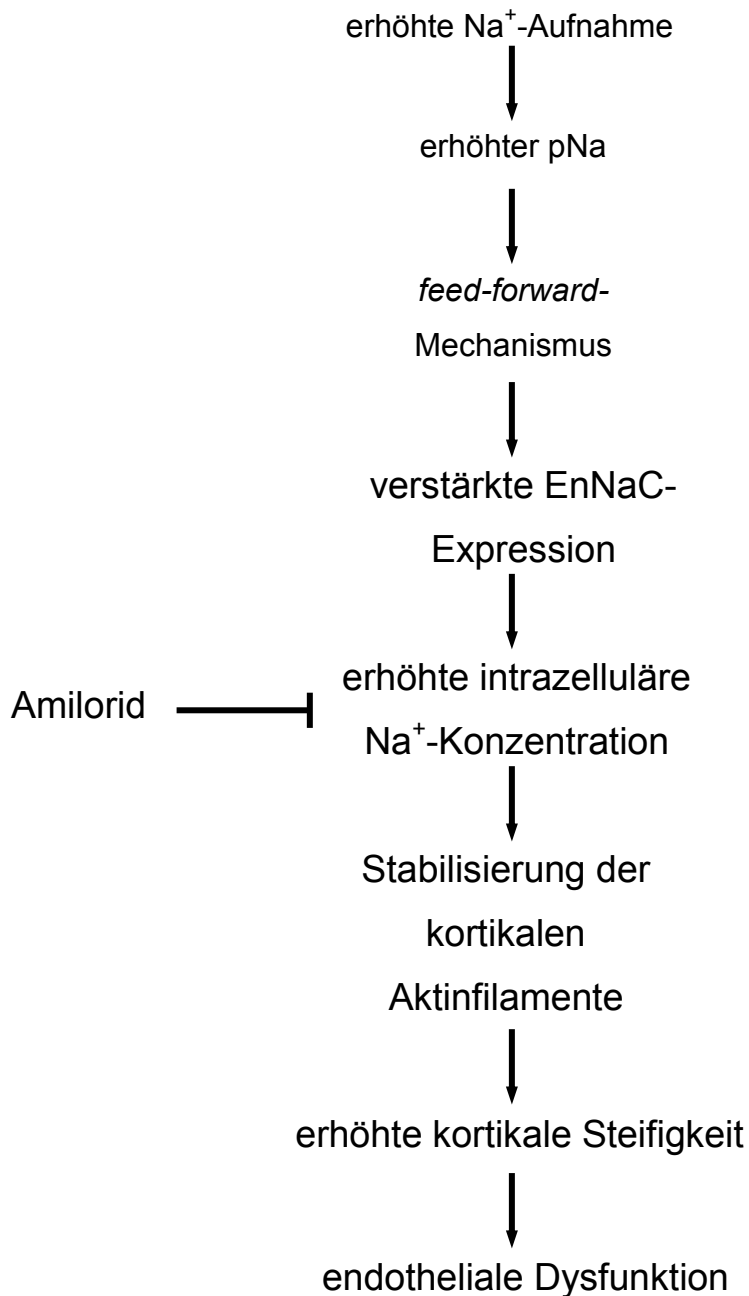 erhöhte Na⁺-Aufnahme
erhöhter pNa
feed-forward-
Mechanismus
verstärkte EnNaC-
Expression
erhöhte intrazelluläre
Amilorid
Na⁺-Konzentration
Stabilisierung der
kortikalen
Aktinfilamente
erhöhte kortikale Steifigkeit
endotheliale Dysfunktion